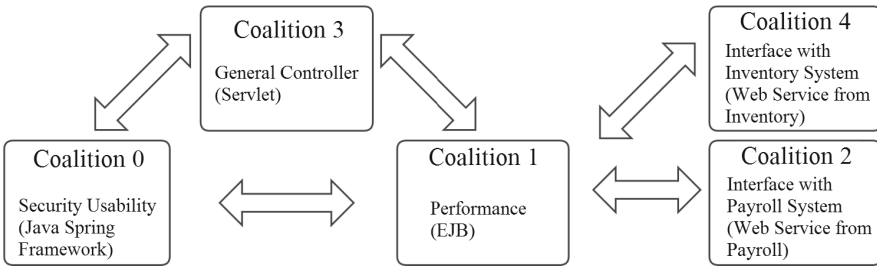 Coalition 3
General Controller
(Servlet)
Coalition 4
Interface with
Inventory System
(Web Service from
Inventory)
Coalition 0
Security Usability
(Java Spring
Framework)
Coalition 1
Performance
(EJB)
Coalition 2
Interface with
Payroll System
(Web Service from
Payroll)